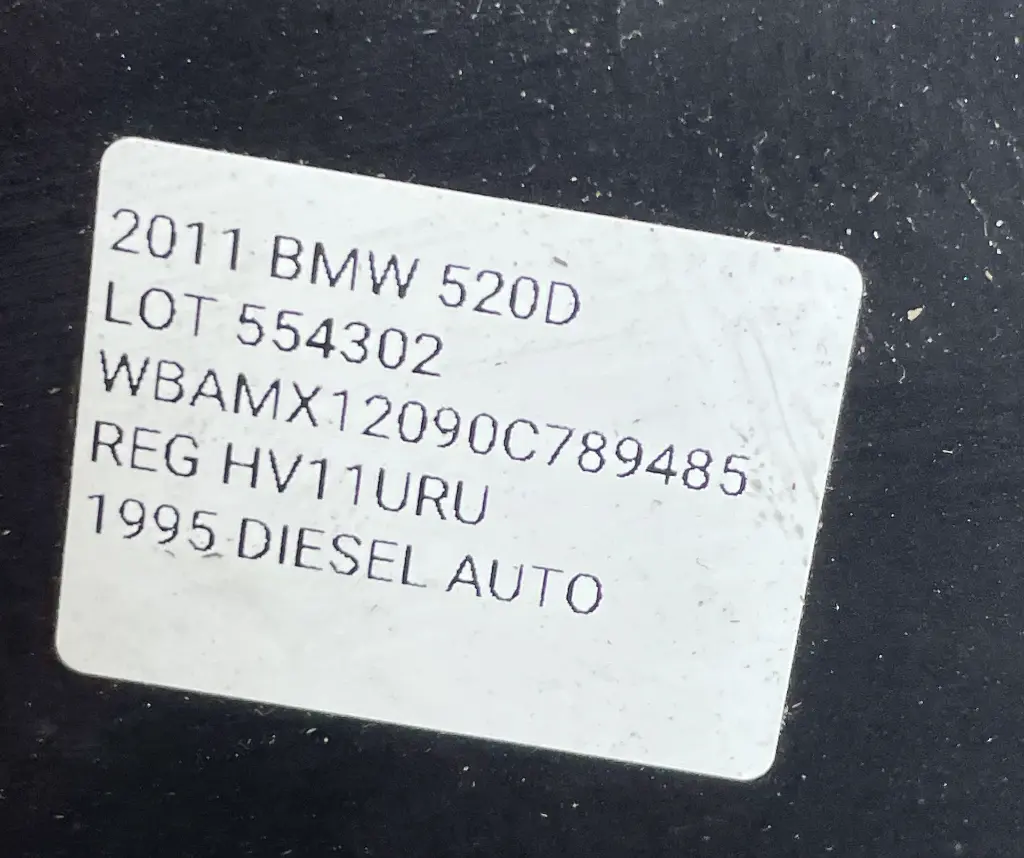 2011 BMW 520D
LOT 554302
WBAMX12090C789485
REG HV11URU
1995 DIESEL AUTO